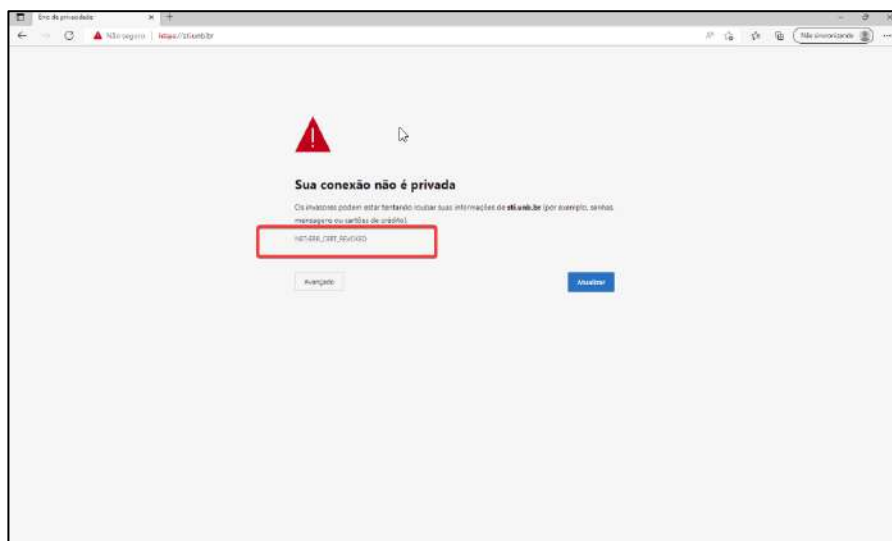 Erro de privacidade
Não seguro | https://sti.unb.br
Não sincronizando
Sua conexão não é privada
Os invasores podem estar tentando roubar suas informações de sti.unb.br (por exemplo, senhas,
mensagens ou cartões de crédito).
NET::ERR_CERT_REVOKED
Avançado
Atualizar